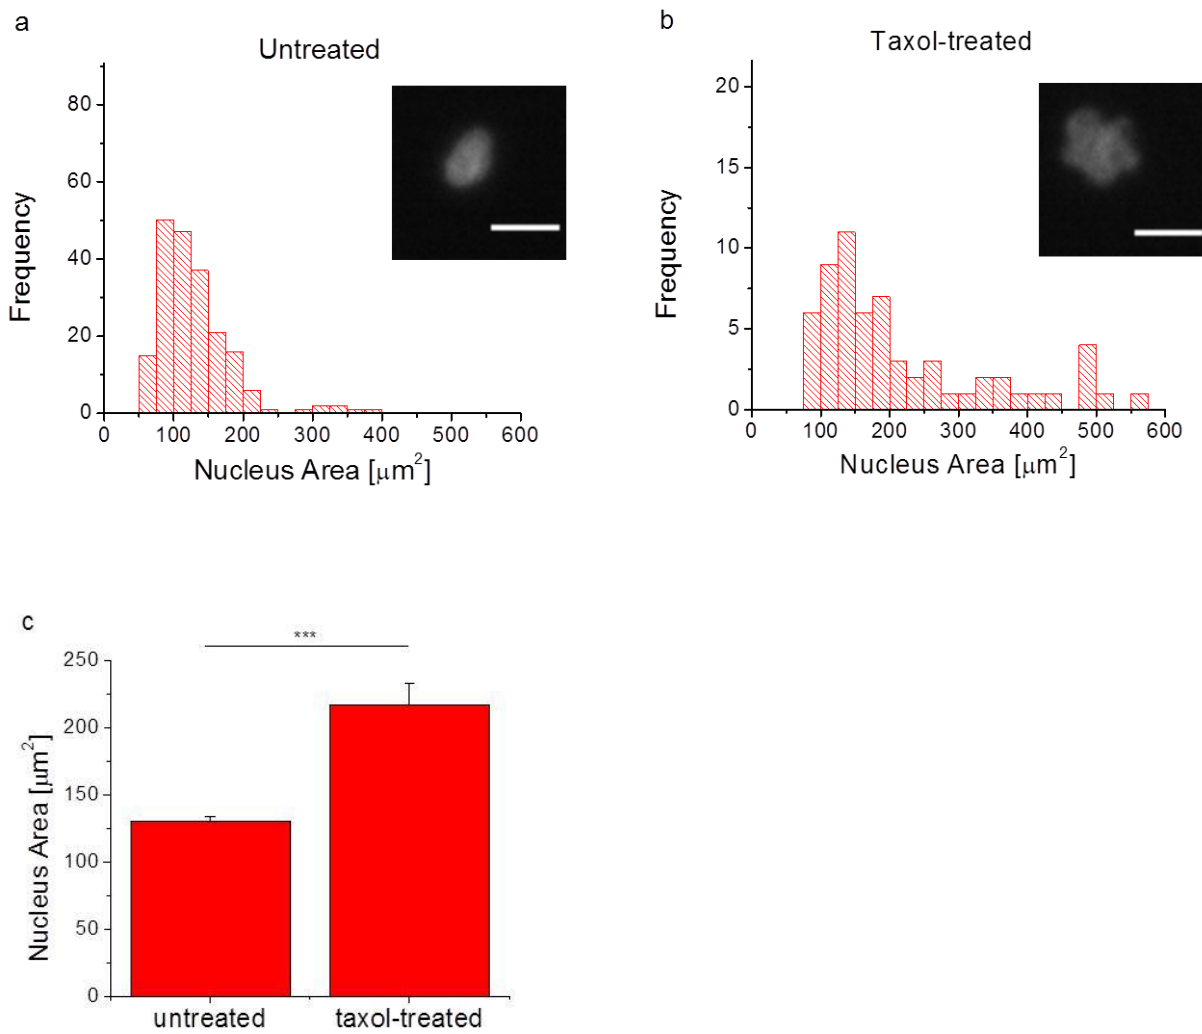 a
Untreated
80
60
40
20
0
Frequency
0 100 200 300 400 500 600
Nucleus Area [μm²]
b
Taxol-treated
20
15
10
5
0
Frequency
0 100 200 300 400 500 600
Nucleus Area [μm²]
c
***
250
200
150
100
50
0
Nucleus Area [μm²]
untreated taxol-treated